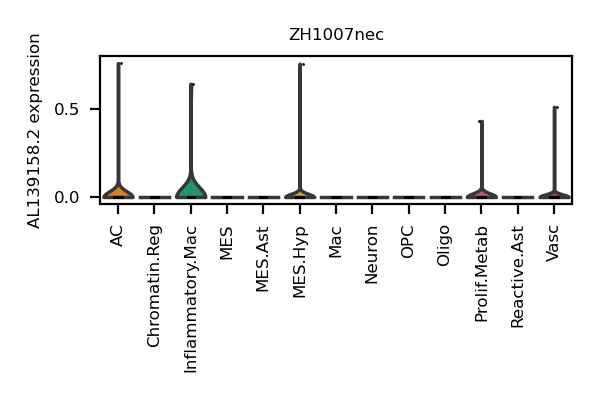 ZH1007nec
AL139158.2 expression
0.5
0.0
AC
Chromatin.Reg
Inflammatory.Mac
MES
MES.Ast
MES.Hyp
Mac
Neuron
OPC
Oligo
Prolif.Metab
Reactive.Ast
Vasc